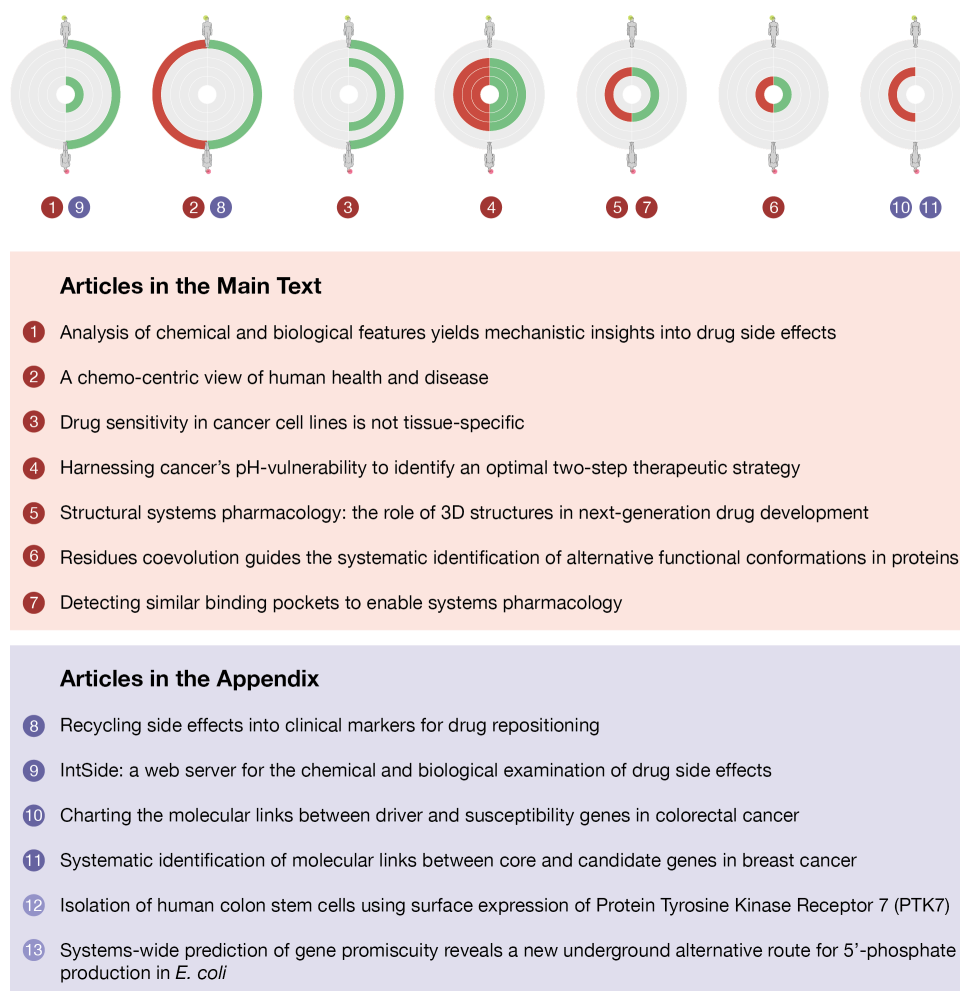 1 9 2 8 3 4 5 7 6 10 11
Articles in the Main Text
1 Analysis of chemical and biological features yields mechanistic insights into drug side effects
2 A chemo-centric view of human health and disease
3 Drug sensitivity in cancer cell lines is not tissue-specific
4 Harnessing cancer’s pH-vulnerability to identify an optimal two-step therapeutic strategy
5 Structural systems pharmacology: the role of 3D structures in next-generation drug development
6 Residues coevolution guides the systematic identification of alternative functional conformations in proteins
7 Detecting similar binding pockets to enable systems pharmacology
Articles in the Appendix
8 Recycling side effects into clinical markers for drug repositioning
9 IntSide: a web server for the chemical and biological examination of drug side effects
10 Charting the molecular links between driver and susceptibility genes in colorectal cancer
11 Systematic identification of molecular links between core and candidate genes in breast cancer
12 Isolation of human colon stem cells using surface expression of Protein Tyrosine Kinase Receptor 7 (PTK7)
13 Systems-wide prediction of gene promiscuity reveals a new underground alternative route for 5’-phosphate
production in E. coli